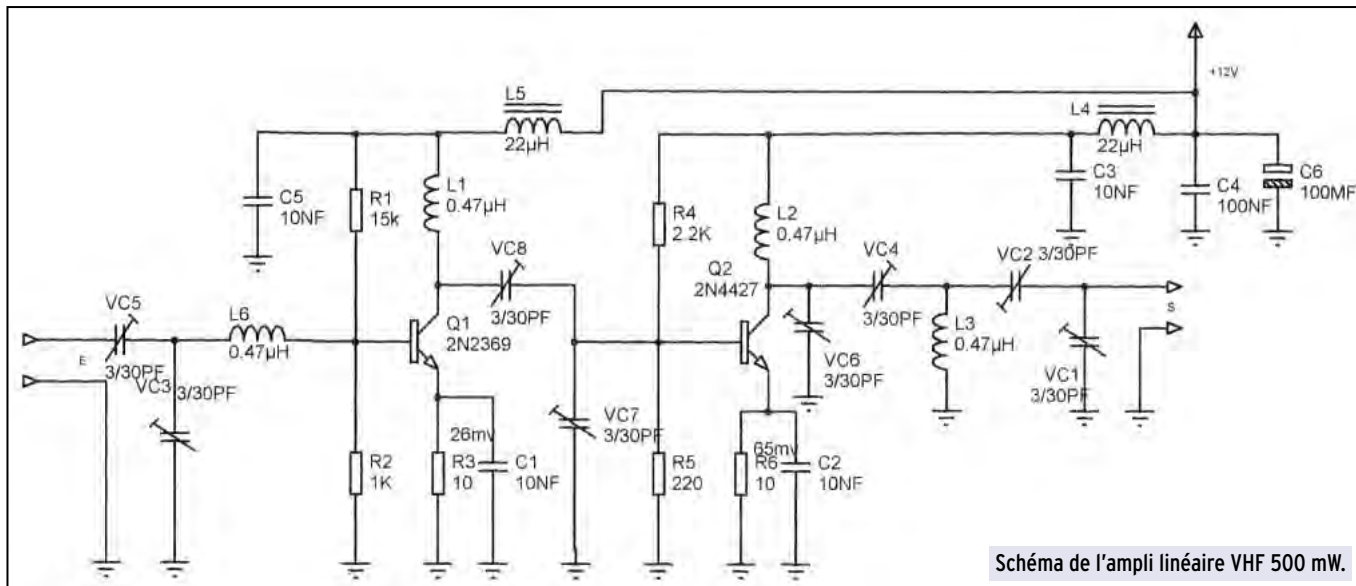 +12V
L5
22µH
L4
22µH
C5
10NF
R1
15k
L1
0.47µH
C3
10NF
C4
100NF
C6
100MF
R4
2.2K
L2
0.47µH
VC8
3/30PF
Q2
2N4427
VC4
3/30PF
VC2
3/30PF
S
VC5
3/30PF
E
L6
0.47µH
Q1
2N2369
VC3
3/30PF
VC6
3/30PF
L3
0.47µH
VC1
3/30PF
VC7
3/30PF
R2
1K
26mv
R3
10
C1
10NF
R5
220
65mv
R6
10
C2
10NF
Schéma de l'ampli linéaire VHF 500 mW.